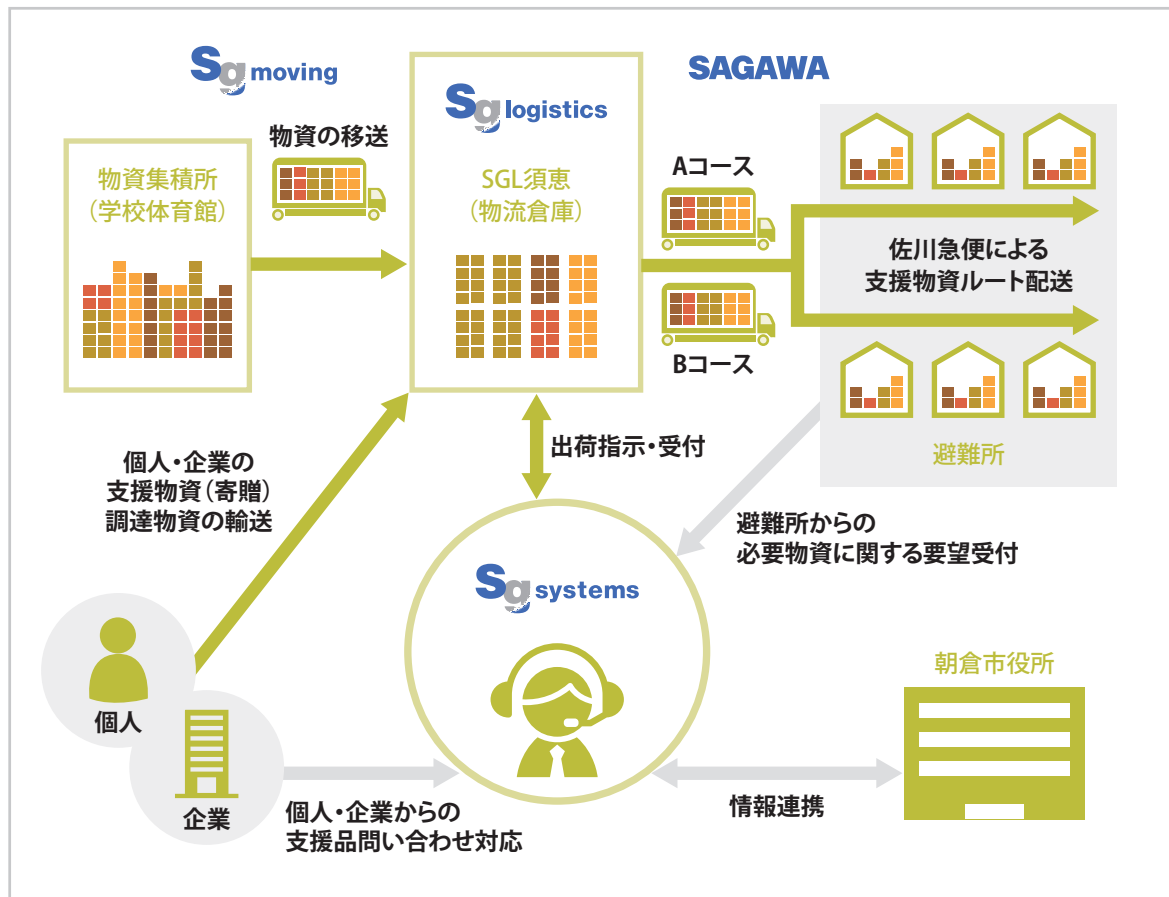 Sg moving
SAGAWA
Sg logistics
物資の移送
物資集積所
(学校体育館)
SGL須恵
(物流倉庫)
Aコース
佐川急便による
支援物資ルート配送
Bコース
避難所
出荷指示・受付
個人・企業の
支援物資(寄贈)
調達物資の輸送
避難所からの
必要物資に関する要望受付
Sg systems
朝倉市役所
個人
企業
個人・企業からの
支援品問い合わせ対応
情報連携